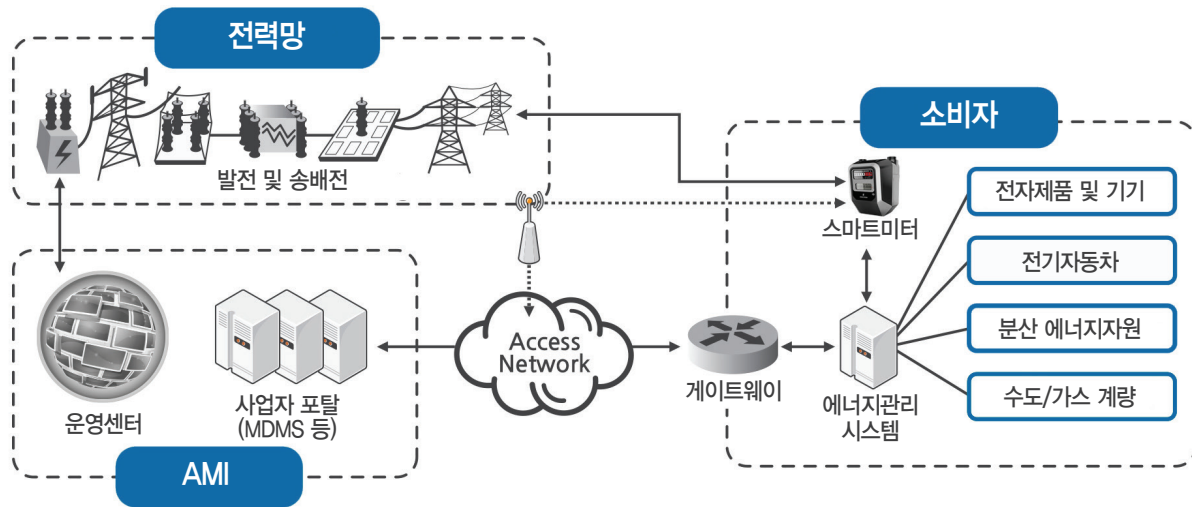 전력망
발전 및 송배전
소비자
스마트미터
전자제품 및 기기
전기자동차
분산 에너지자원
수도/가스 계량
에너지관리
시스템
게이트웨이
Access
Network
운영센터
사업자 포탈
(MDMS 등)
AMI